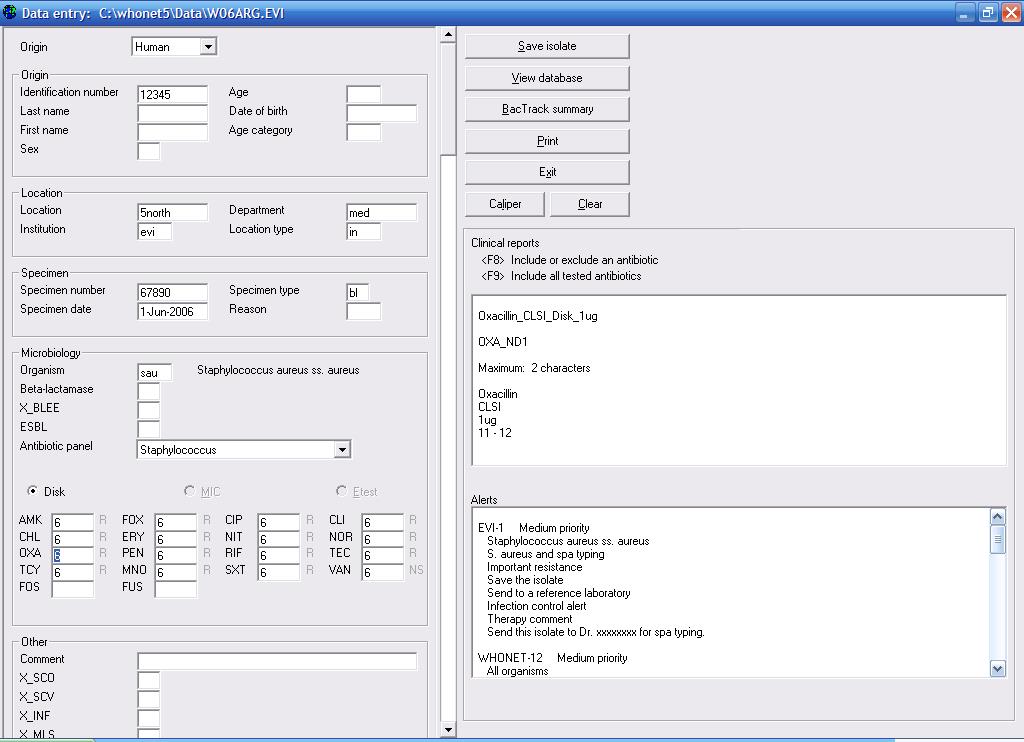 Data entry:  C:\whonet5\Data\W06ARG.EVI
Origin Human
Origin
Identification number 12345 Age
Last name Date of birth
First name Age category
Sex
Location
Location 5north Department med
Institution evi Location type in
Specimen
Specimen number 67890 Specimen type bl
Specimen date 1-Jun-2006 Reason
Microbiology
Organism sau Staphylococcus aureus ss. aureus
Beta-lactamase
X_BLEE
ESBL
Antibiotic panel Staphylococcus
Disk MIC Etest
AMK 6 R FOX 6 R CIP 6 R CLI 6 R
CHL 6 R ERY 6 R NIT 6 R NOR 6 R
OXA 6 R PEN 6 R RIF 6 R TEC 6 R
TCY 6 R MNO 6 R SXT 6 R VAN 6 NS
FOS FUS
Other
Comment
X_SCO
X_SCV
X_INF
X_MLS
Save isolate
View database
BacTrack summary
Print
Exit
Caliper Clear
Clinical reports
<F8> Include or exclude an antibiotic
<F9> Include all tested antibiotics
Oxacillin_CLSI_Disk_1ug
OXA_ND1
Maximum: 2 characters
Oxacillin
CLSI
1ug
11 - 12
Alerts
EVI-1 Medium priority
Staphylococcus aureus ss. aureus
S. aureus and spa typing
Important resistance
Save the isolate
Send to a reference laboratory
Infection control alert
Therapy comment
Send this isolate to Dr. xxxxxxxx for spa typing.
WHONET-12 Medium priority
All organisms